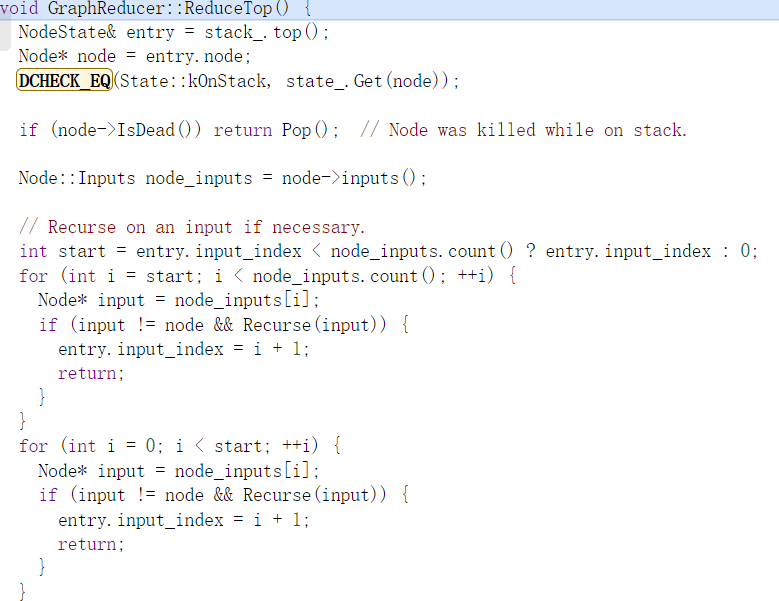 void GraphReducer::ReduceTop() {
  NodeState& entry = stack_.top();
  Node* node = entry.node;
  DCHECK_EQ(State::kOnStack, state_.Get(node));

  if (node->IsDead()) return Pop();  // Node was killed while on stack.

  Node::Inputs node_inputs = node->inputs();

  // Recurse on an input if necessary.
  int start = entry.input_index < node_inputs.count() ? entry.input_index : 0;
  for (int i = start; i < node_inputs.count(); ++i) {
    Node* input = node_inputs[i];
    if (input != node && Recurse(input)) {
      entry.input_index = i + 1;
      return;
    }
  }
  for (int i = 0; i < start; ++i) {
    Node* input = node_inputs[i];
    if (input != node && Recurse(input)) {
      entry.input_index = i + 1;
      return;
    }
  }